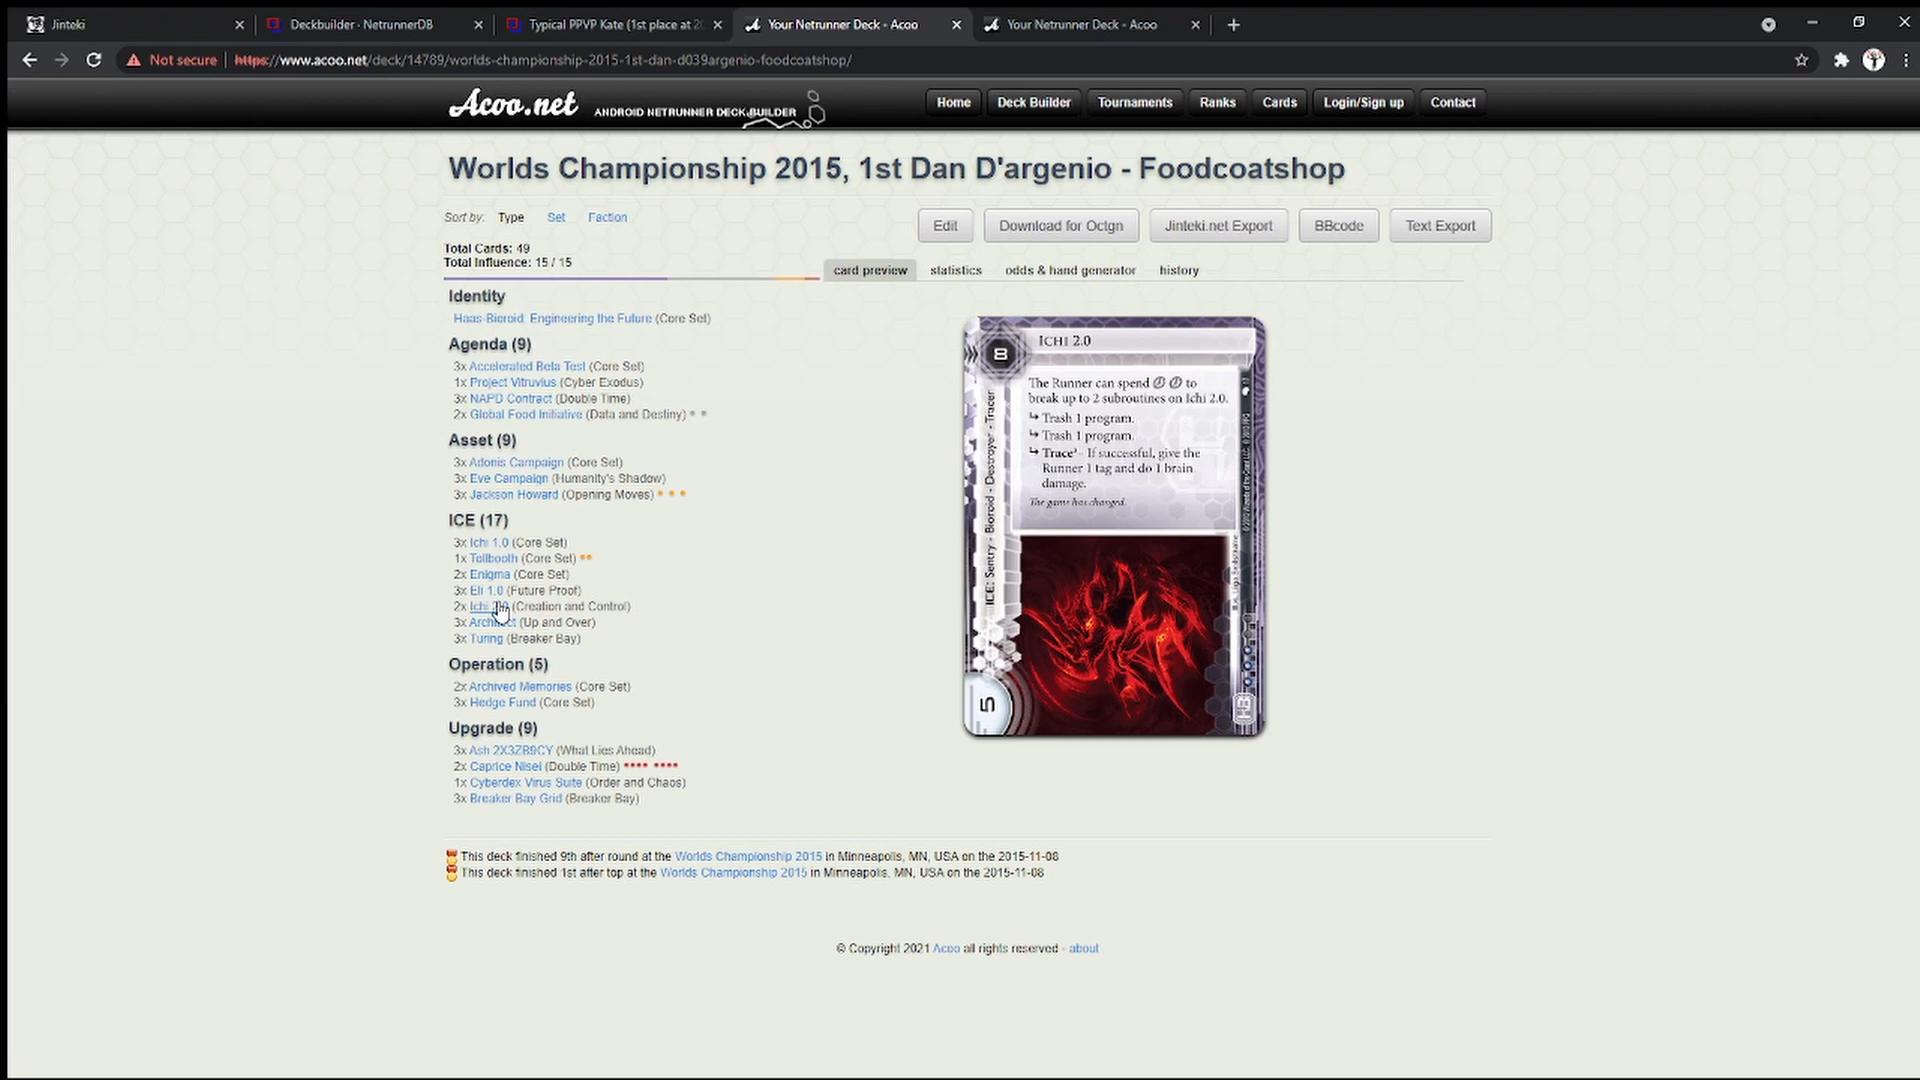 Jinteki
Deckbuilder · NetrunnerDB
Typical PPVP Kate (1st place at 20
Your Netrunner Deck - Acoo
Your Netrunner Deck - Acoo
Not secure
https://www.acoo.net/deck/14789/worlds-championship-2015-1st-dan-d039argenio-foodcoatshop/
Acoo.net
ANDROID NETRUNNER DECK BUILDER
Home
Deck Builder
Tournaments
Ranks
Cards
Login/Sign up
Contact
Worlds Championship 2015, 1st Dan D'argenio - Foodcoatshop
Sort by: Type Set Faction
Edit
Download for Octgn
Jinteki.net Export
BBcode
Text Export
Total Cards: 49
Total Influence: 15 / 15
card preview
statistics
odds & hand generator
history
Identity
Haas-Bioroid: Engineering the Future (Core Set)
Agenda (9)
3x Accelerated Beta Test (Core Set)
1x Project Vitruvius (Cyber Exodus)
3x NAPD Contract (Double Time)
2x Global Food Initiative (Data and Destiny)
Asset (9)
3x Adonis Campaign (Core Set)
3x Eve Campaign (Humanity's Shadow)
3x Jackson Howard (Opening Moves)
ICE (17)
3x Ichi 1.0 (Core Set)
1x Tollbooth (Core Set)
2x Enigma (Core Set)
3x Eli 1.0 (Future Proof)
2x Ichi 2.0 (Creation and Control)
3x Architect (Up and Over)
3x Turing (Breaker Bay)
Operation (5)
2x Archived Memories (Core Set)
3x Hedge Fund (Core Set)
Upgrade (9)
3x Ash 2X3ZB9CY (What Lies Ahead)
2x Caprice Nisei (Double Time)
1x Cyberdex Virus Suite (Order and Chaos)
3x Breaker Bay Grid (Breaker Bay)
8
Ichi 2.0
The Runner can spend to
break up to 2 subroutines on Ichi 2.0.
Trash 1 program.
Trash 1 program.
Trace³– If successful, give the
Runner 1 tag and do 1 brain
damage.
The game has changed.
ICE: Sentry - Bioroid - Destroyer - Tracer
5
This deck finished 9th after round at the Worlds Championship 2015 in Minneapolis, MN, USA on the 2015-11-08
This deck finished 1st after top at the Worlds Championship 2015 in Minneapolis, MN, USA on the 2015-11-08
© Copyright 2021 Acoo all rights reserved - about